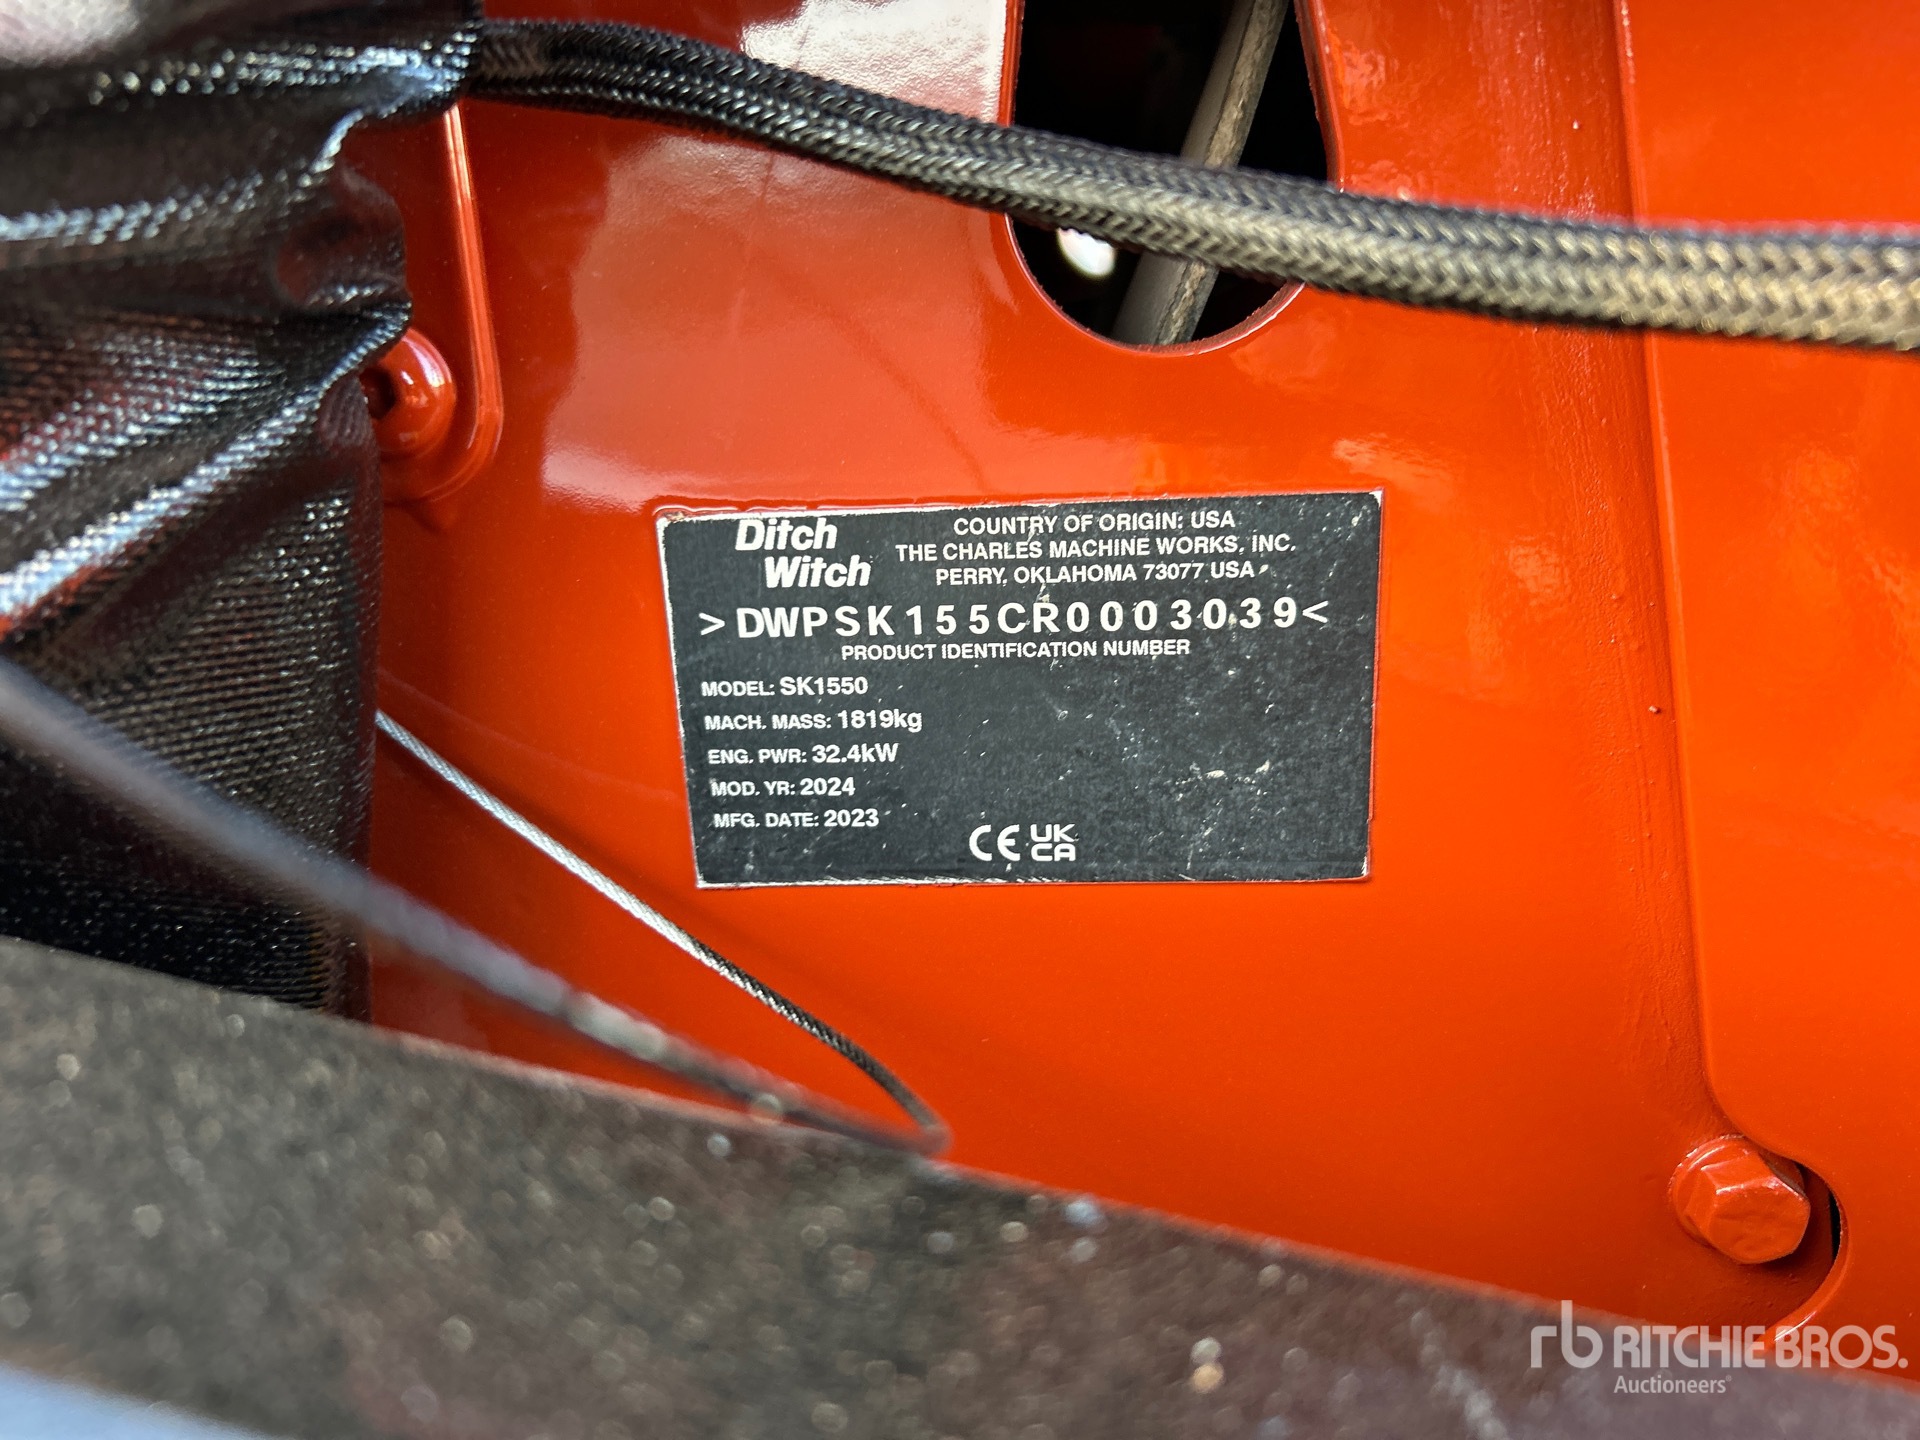 Ditch
Witch
COUNTRY OF ORIGIN: USA
THE CHARLES MACHINE WORKS, INC.
PERRY, OKLAHOMA 73077 USA
>DWPSK155CR0003039<
PRODUCT IDENTIFICATION NUMBER
MODEL: SK1550
MACH. MASS: 1819kg
ENG. PWR: 32.4kW
MOD. YR: 2024
MFG. DATE: 2023
CE UK
CA
rb RITCHIE BROS.
Auctioneers